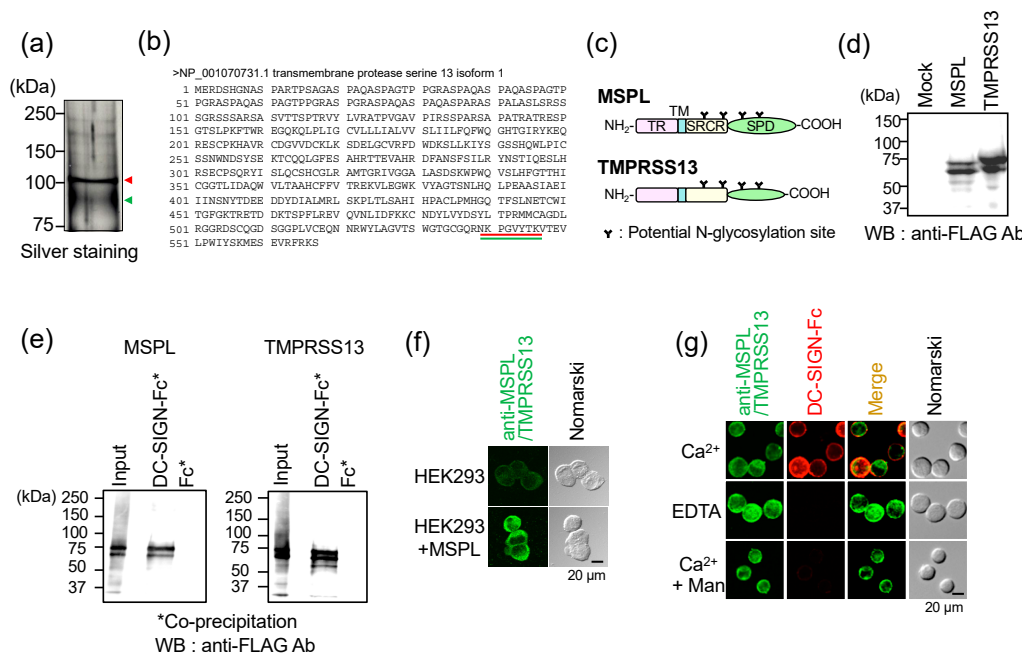 (a)
(kDa)
250
150
100
75
Silver staining
(b)
>NP_001070731.1 transmembrane protease serine 13 isoform 1
1 MERDSHGNAS PARTPSAGAS PAQASPAGTP PGRASPAQAS PAQASPAGTP
51 PGRASPAQAS PAGTPPGRAS PGRASPAQAS PARASPALAS LSRSSS
101 SGRSSSARSA SVTTSPTRVY LVRATPVGAV PIRSSPARSA PATRATRESP
151 GTSLPKFTWR EGQKQLPLIG CVLLLIALVV SLIILFQFWQ GHTGIRYKEQ
201 RESCPKHAVR CDGVVDCKLK SDELGCVRFD WDKSLLKIYS GSSHQWLPIC
251 SSNWNDSYSE KTCQQLGFES AHRTTEVAHR DFANSFSILR YNSTIQESLH
301 RSECPSQRYI SLQCSHCGLR AMTGRIVGGA LASDSKWPWQ VSLHFGTTHI
351 CGGTLIDAQW VLTAAHCFFV TREKVLEGWK VYAGTSNLHQ LPEAASIAEI
401 IINSNYTDEE DDYDIALMRL SKPLTLSAHI HPACLPMHGQ TFSLNETCWI
451 TGFGKTRETD DKTSPFLREV QVNLIDFKKC NDYLVYDSYL TPRMMCAGDL
501 RGGRDSCQGD SGGPLVCEQN NRWYLAGVTS WGTGCGQRNK PGVYTKVTEV
551 LPWIYSKMES EVRFRKS
(c)
MSPL
TM
NH₂-
TR
SRCR
SPD
-COOH
TMPRSS13
NH₂-
-COOH
: Potential N-glycosylation site
(d)
Mock
MSPL
TMPRSS13
(kDa)
150
100
75
50
37
WB : anti-FLAG Ab
(e)
MSPL
TMPRSS13
Input
DC-SIGN-Fc*
Fc*
Input
DC-SIGN-Fc*
Fc*
(kDa)
250
150
100
75
50
37
250
150
100
75
50
37
*Co-precipitation
WB : anti-FLAG Ab
(f)
anti-MSPL
/TMPRSS13
Nomarski
HEK293
HEK293
+MSPL
20 μm
(g)
anti-MSPL
/TMPRSS13
DC-SIGN-Fc
Merge
Nomarski
Ca²⁺
EDTA
Ca²⁺
+ Man
20 μm